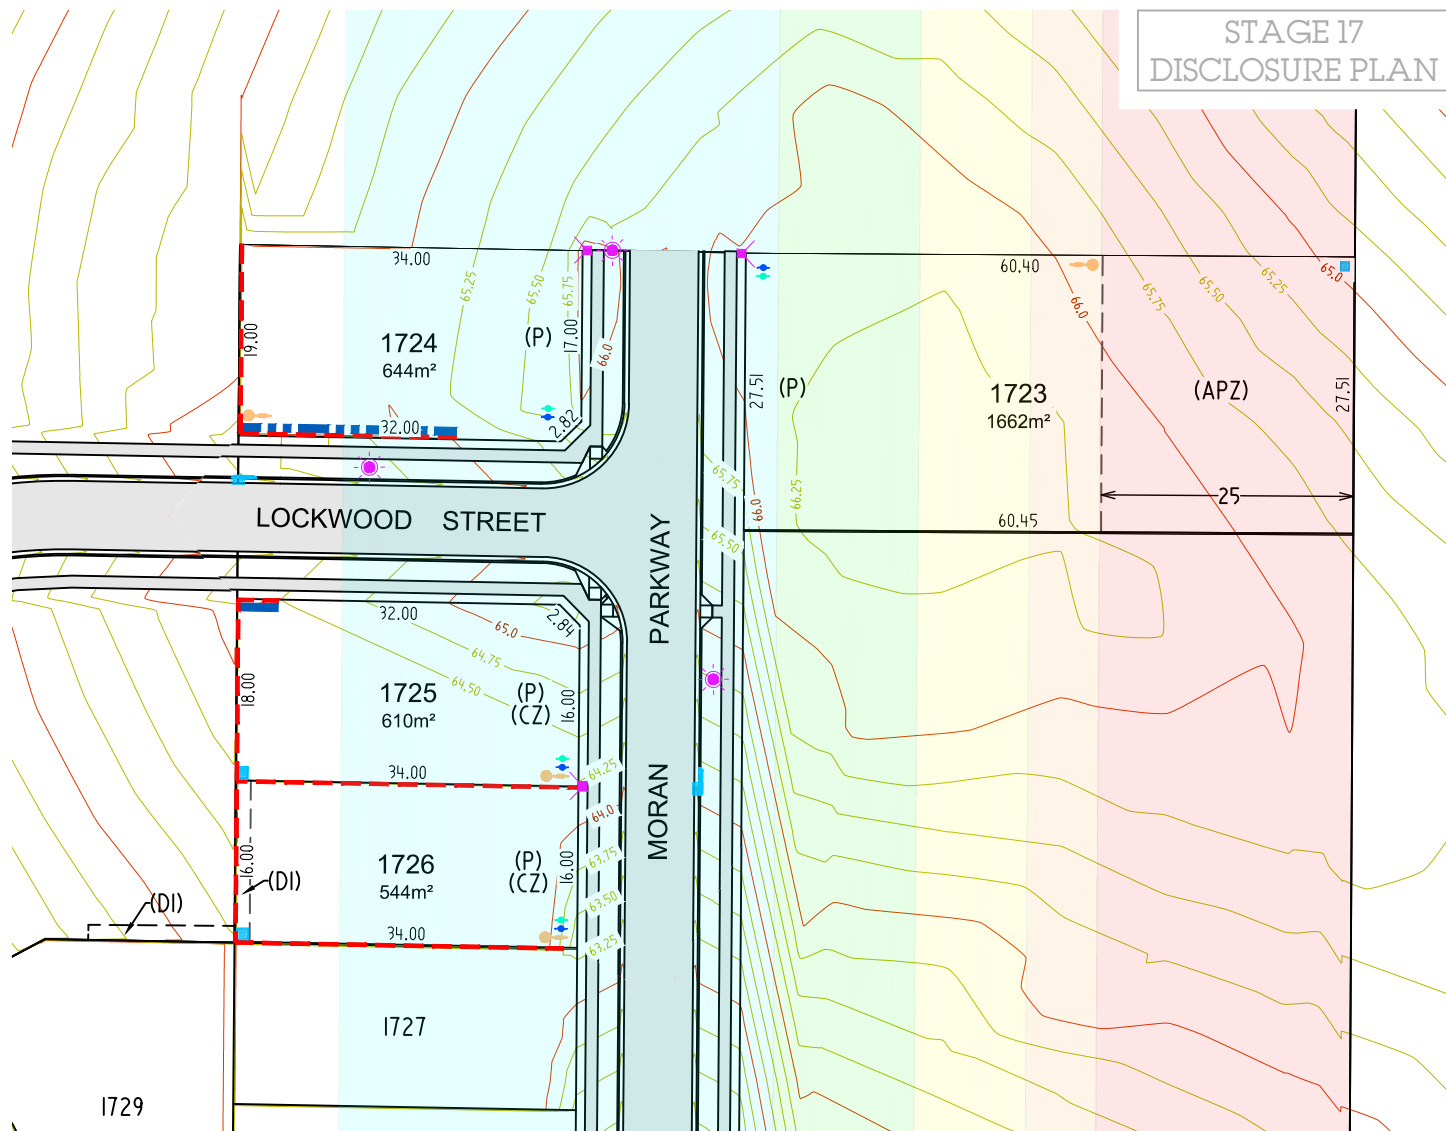 STAGE 17
DISCLOSURE PLAN
34.00
60.40
65.0
65.25
65.50
65.75
65.25
65.50
65.75
66.0
19.00
1724
644m²
(P)
17.00
66.0
27.51
(P)
1723
1662m²
(APZ)
27.51
32.00
2.82
65.75
66.0
66.25
25
65.50
60.45
LOCKWOOD STREET
MORAN PARKWAY
32.00
2.84
65.0
64.75
64.50
18.00
1725
610m²
(P)
(CZ)
16.00
34.00
64.25
64.0
16.00
1726
544m²
(P)
(CZ)
16.00
63.75
(DI)
(DI)
63.50
34.00
63.25
1727
1729